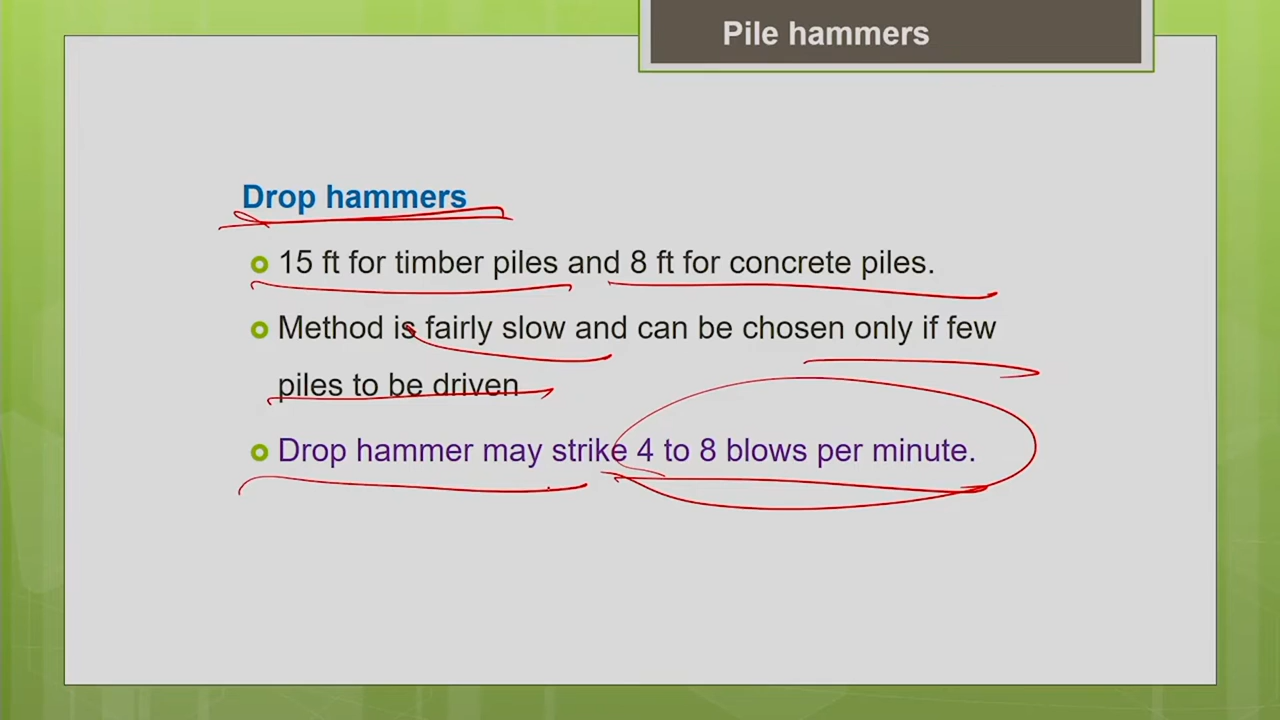 Pile hammers
Drop hammers
15 ft for timber piles and 8 ft for concrete piles.
Method is fairly slow and can be chosen only if few
piles to be driven
Drop hammer may strike 4 to 8 blows per minute.